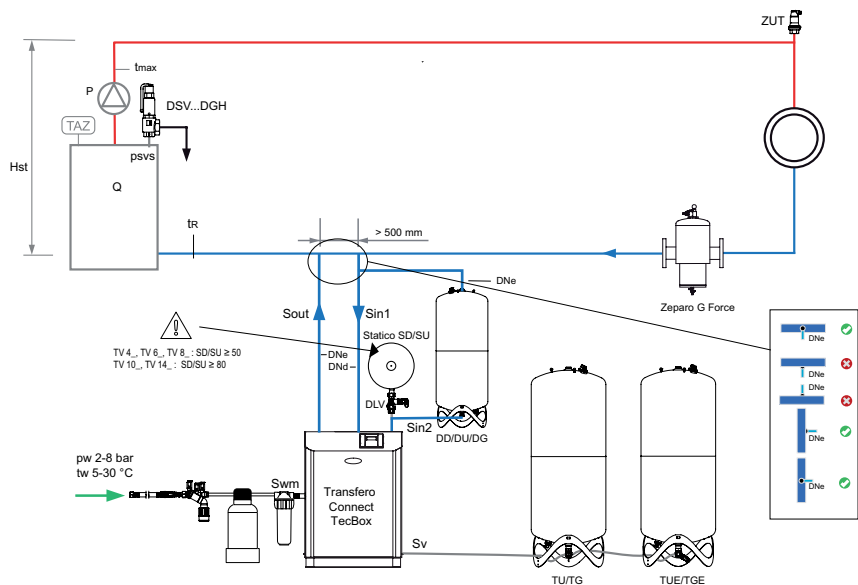 ZUT
tmax
P
DSV...DGH
TAZ
psvs
Hst
Q
> 500 mm
tR
DNe
Zeparo G Force
Sout
Sin1
Statico SD/SU
TV 4_, TV 6_, TV 8_ : SD/SU ≥ 50
TV 10_, TV 14_ : SD/SU ≥ 80
DNe
DNd
DLV
Sin2
DD/DU/DG
DNe
DNe
DNe
DNe
DNe
pw 2-8 bar
tw 5-30 °C
Swm
Transfero
Connect
TecBox
Sv
TU/TG
TUE/TGE